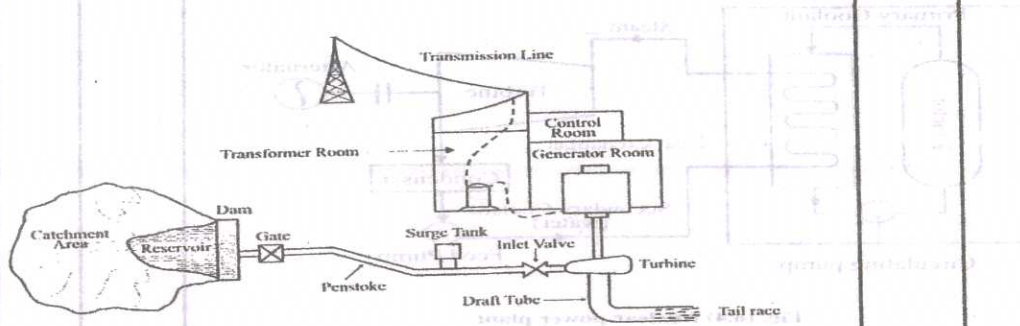 Transmission Line
Control
Room
Transformer Room
Generator Room
Dam
Catchment
Area
Reservoir
Gate
Surge Tank
Inlet Valve
Turbine
Penstoke
Draft Tube
Tail race